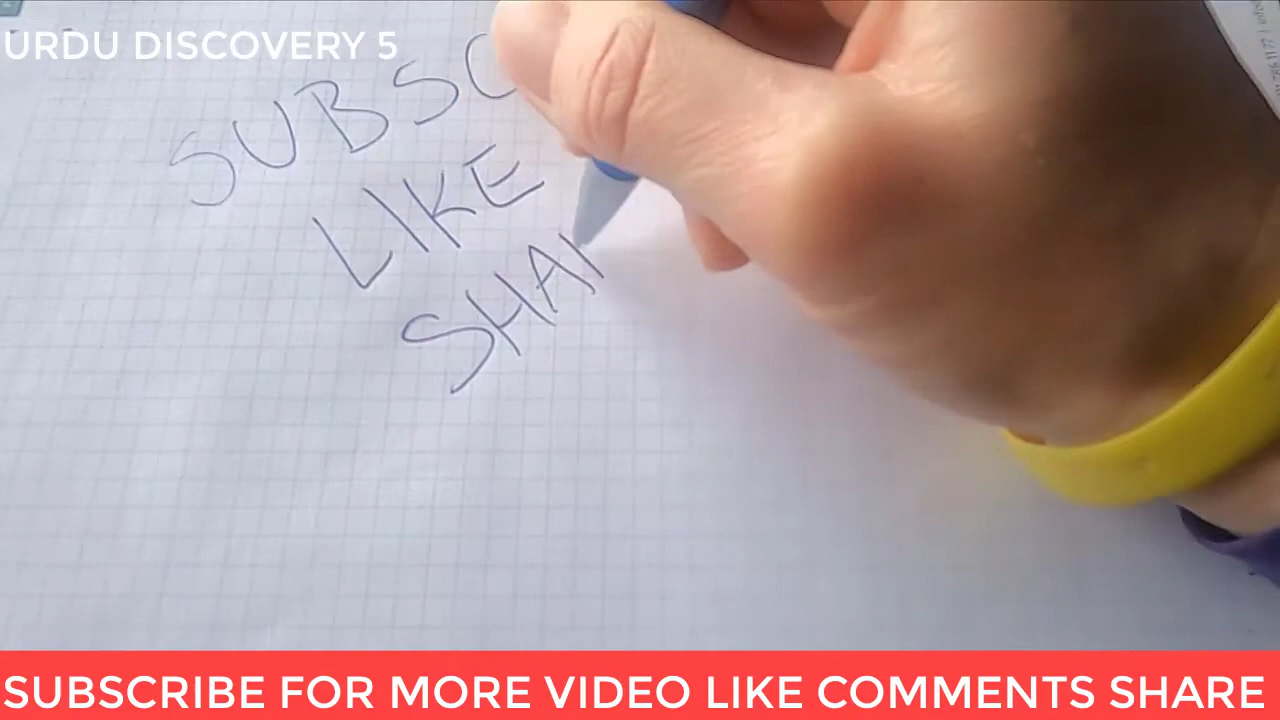 URDU DISCOVERY 5
SUBSC
LIKE
SHA
SUBSCRIBE FOR MORE VIDEO LIKE COMMENTS SHARE